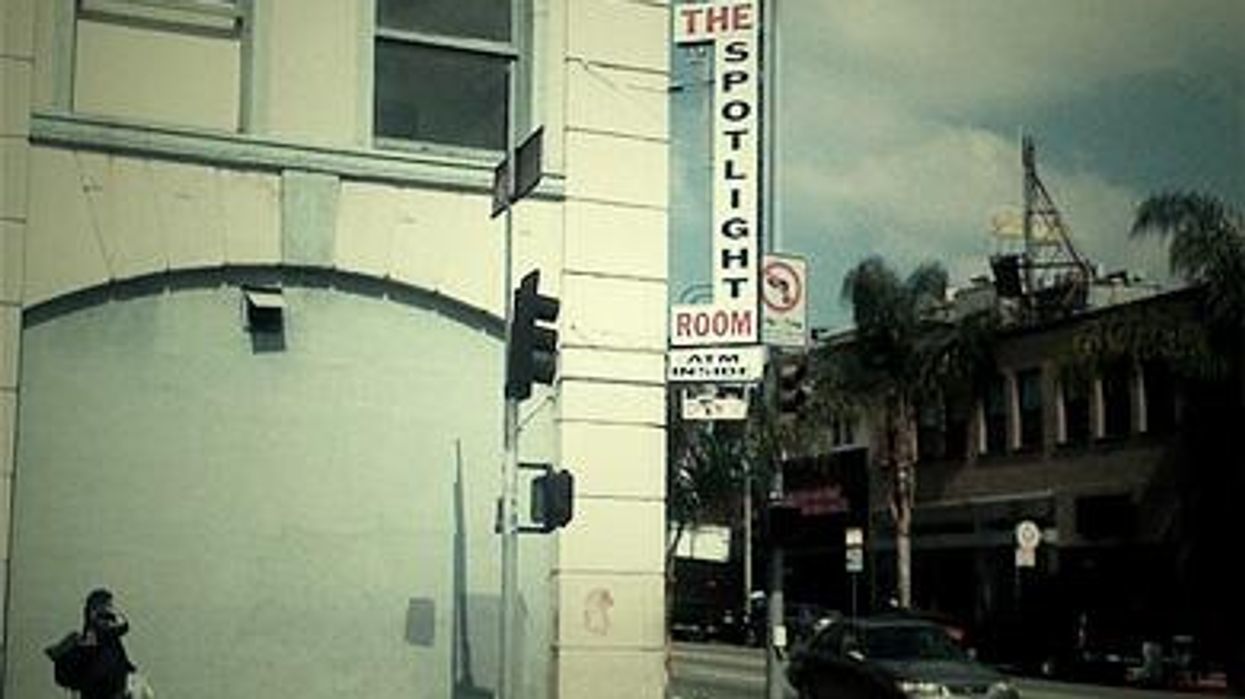 THE
SPOTLIGHT
ROOM
ATM
INSIDE